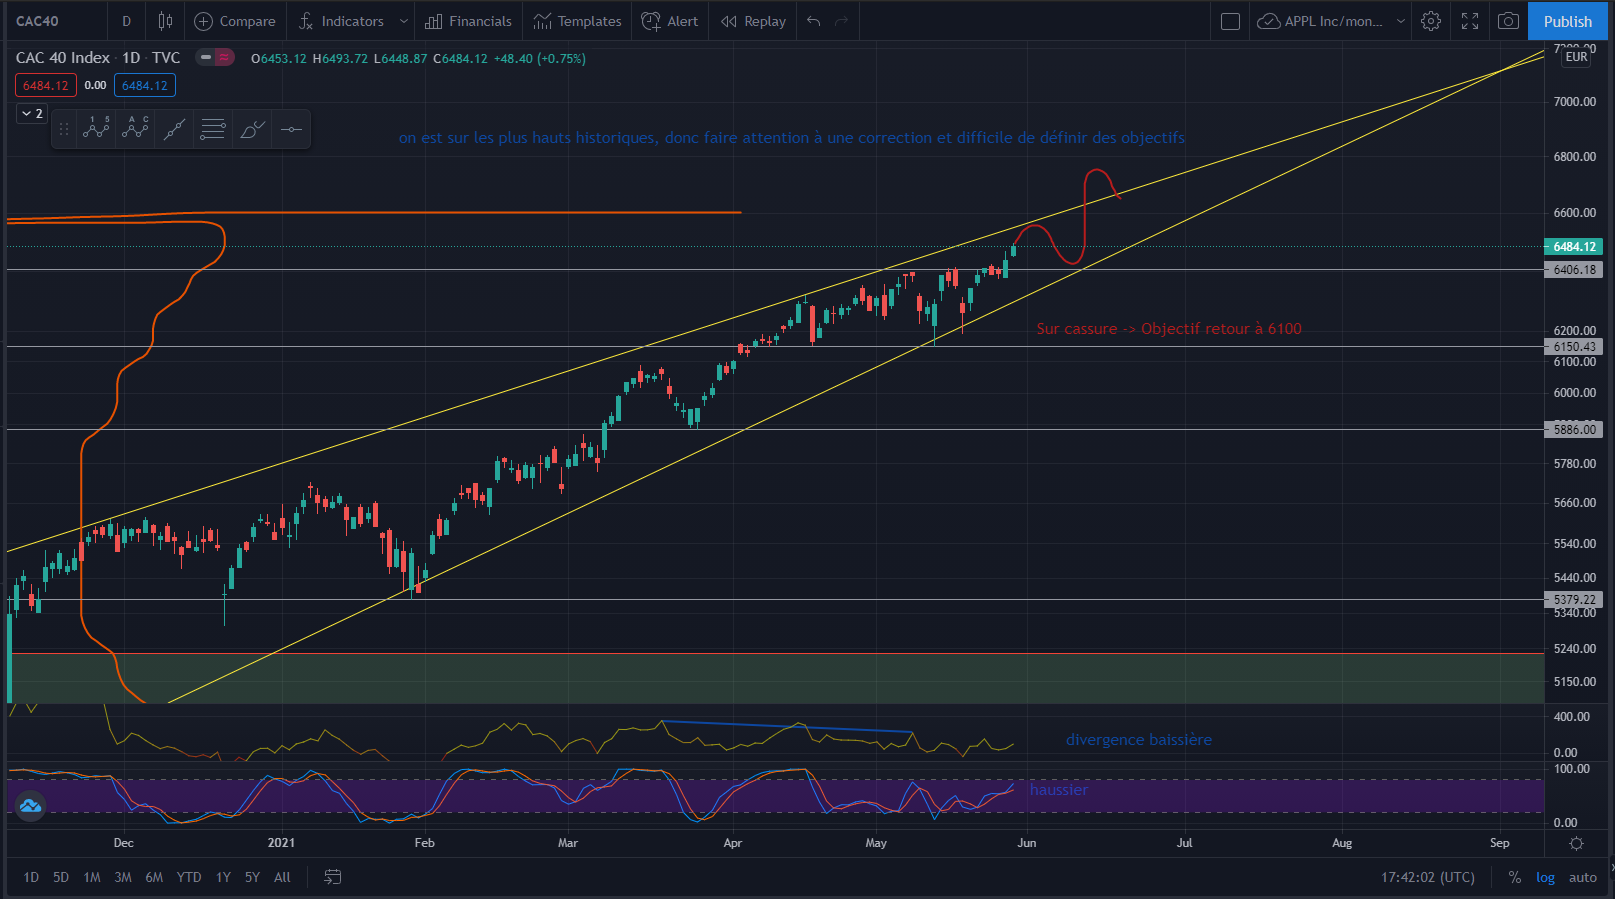 CAC40 D Compare Indicators Financials Templates Alert Replay APPL Inc/mon... Publish
CAC 40 Index · 1D · TVC O6453.12 H6493.72 L6448.87 C6484.12 +48.40 (+0.75%)
EUR
6484.12 0.00 6484.12
2
1 5 A C
on est sur les plus hauts historiques, donc faire attention à une correction et difficile de définir des objectifs
7000.00
6800.00
6600.00
6484.12
6406.18
Sur cassure -> Objectif retour à 6100
6200.00
6150.43
6100.00
6000.00
5886.00
5780.00
5660.00
5540.00
5440.00
5379.22
5340.00
5240.00
5150.00
400.00
divergence baissière
0.00
100.00
haussier
0.00
Dec 2021 Feb Mar Apr May Jun Jul Aug Sep
1D 5D 1M 3M 6M YTD 1Y 5Y All 17:42:02 (UTC) % log auto